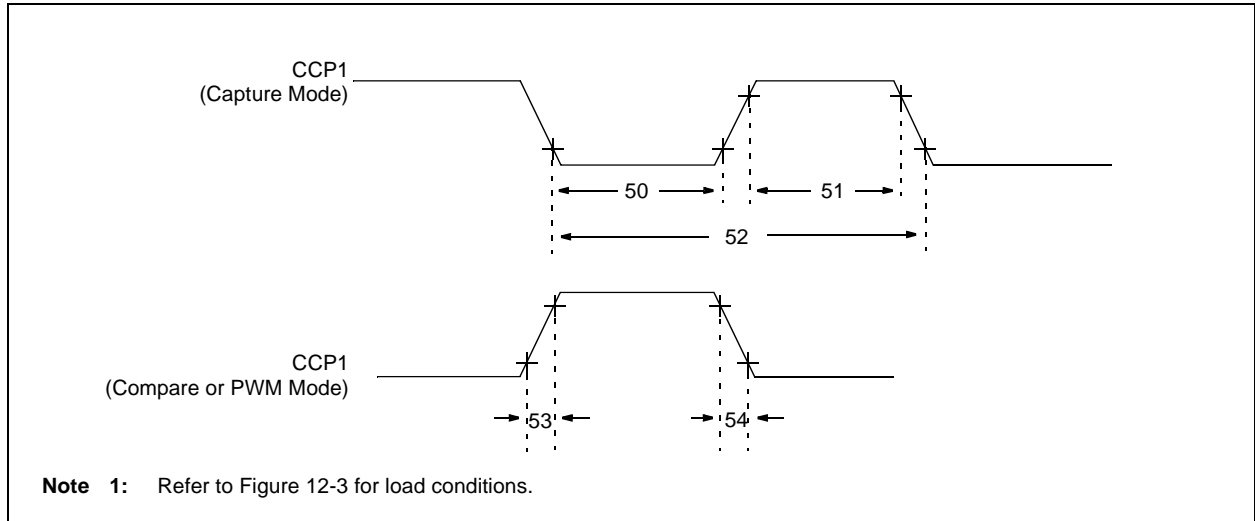 CCP1
(Capture Mode)
50
51
52
CCP1
(Compare or PWM Mode)
53
54
Note 1: Refer to Figure 12-3 for load conditions.